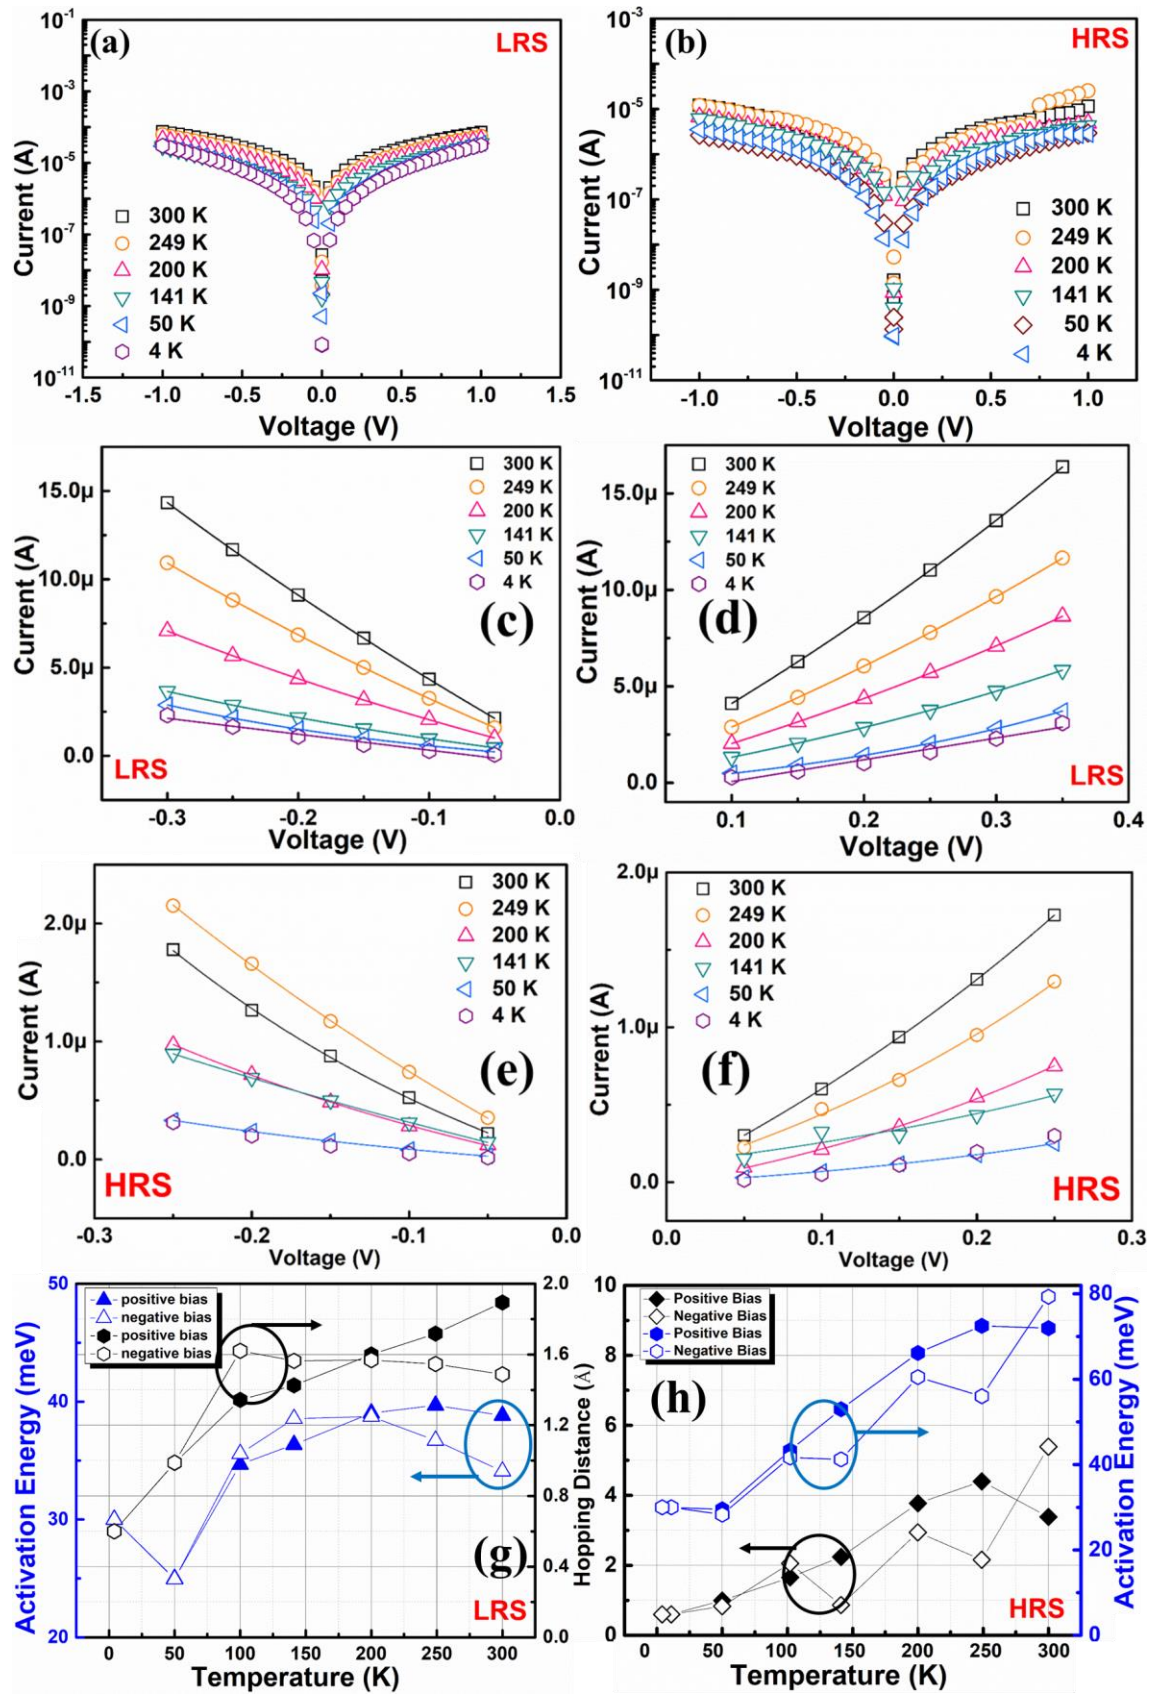 (a)
LRS
Current (A)
10⁻¹
10⁻³
10⁻⁵
10⁻⁷
10⁻⁹
10⁻¹¹
300 K
249 K
200 K
141 K
50 K
4 K
-1.5 -1.0 -0.5 0.0 0.5 1.0 1.5
Voltage (V)
(b)
HRS
Current (A)
10⁻³
10⁻⁵
10⁻⁷
10⁻⁹
10⁻¹¹
300 K
249 K
200 K
141 K
50 K
4 K
-1.0 -0.5 0.0 0.5 1.0
Voltage (V)
(c)
LRS
Current (A)
15.0µ
10.0µ
5.0µ
0.0
300 K
249 K
200 K
141 K
50 K
4 K
-0.3 -0.2 -0.1 0.0
Voltage (V)
(d)
LRS
Current (A)
15.0µ
10.0µ
5.0µ
0.0
300 K
249 K
200 K
141 K
50 K
4 K
0.1 0.2 0.3 0.4
Voltage (V)
(e)
HRS
Current (A)
2.0µ
1.0µ
0.0
300 K
249 K
200 K
141 K
50 K
4 K
-0.3 -0.2 -0.1 0.0
Voltage (V)
(f)
HRS
Current (A)
2.0µ
1.0µ
0.0
300 K
249 K
200 K
141 K
50 K
4 K
0.0 0.1 0.2 0.3
Voltage (V)
(g)
LRS
Activation Energy (meV)
50
40
30
20
positive bias
negative bias
positive bias
negative bias
2.0
1.6
1.2
0.8
0.4
0.0
Hopping Distance (Å)
0 50 100 150 200 250 300
Temperature (K)
(h)
HRS
10
8
6
4
2
0
Positive Bias
Negative Bias
Positive Bias
Negative Bias
80
60
40
20
0
Activation Energy (meV)
0 50 100 150 200 250 300
Temperature (K)